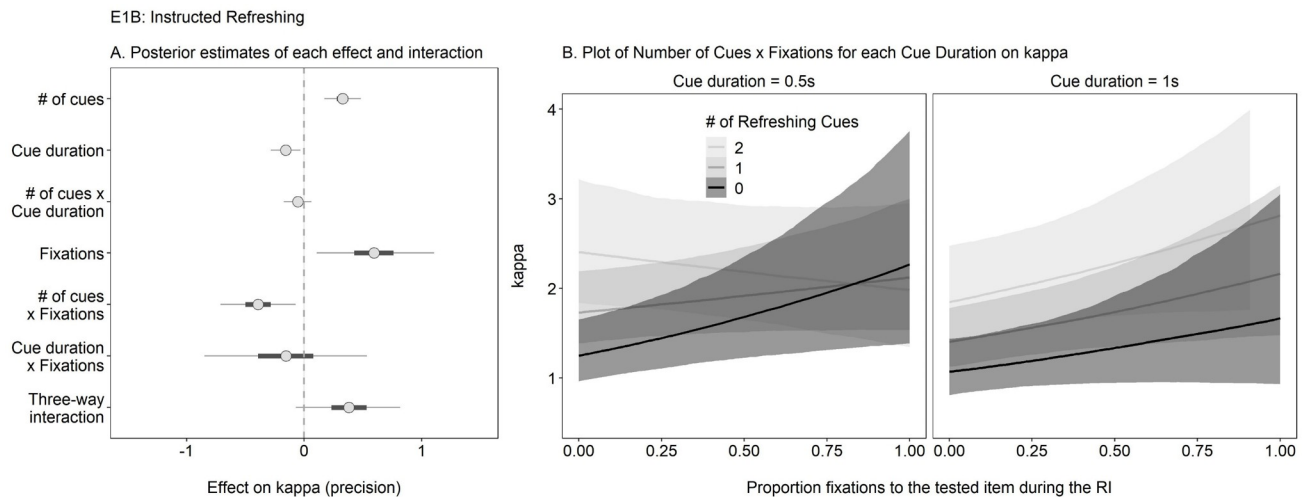 E1B: Instructed Refreshing
A. Posterior estimates of each effect and interaction
# of cues
Cue duration
# of cues x
Cue duration
Fixations
# of cues
x Fixations
Cue duration
x Fixations
Three-way
interaction
-1
0
1
Effect on kappa (precision)
B. Plot of Number of Cues x Fixations for each Cue Duration on kappa
Cue duration = 0.5s
Cue duration = 1s
# of Refreshing Cues
2
1
0
kappa
4
3
2
1
0.00
0.25
0.50
0.75
1.00
0.00
0.25
0.50
0.75
1.00
Proportion fixations to the tested item during the RI